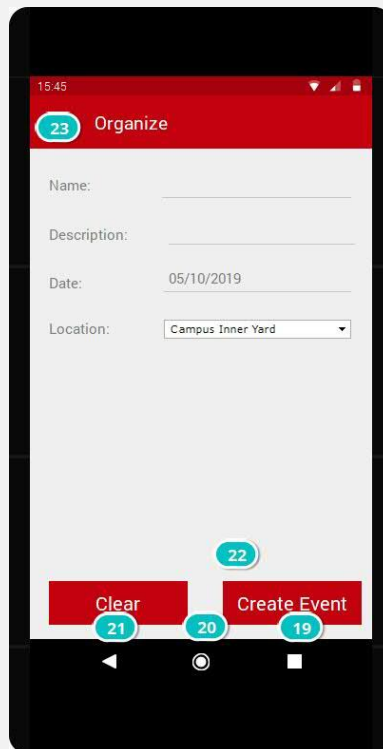 15:45
23 Organize
Name:
Description:
Date: 05/10/2019
Location: Campus Inner Yard
22
Clear Create Event
21 20 19